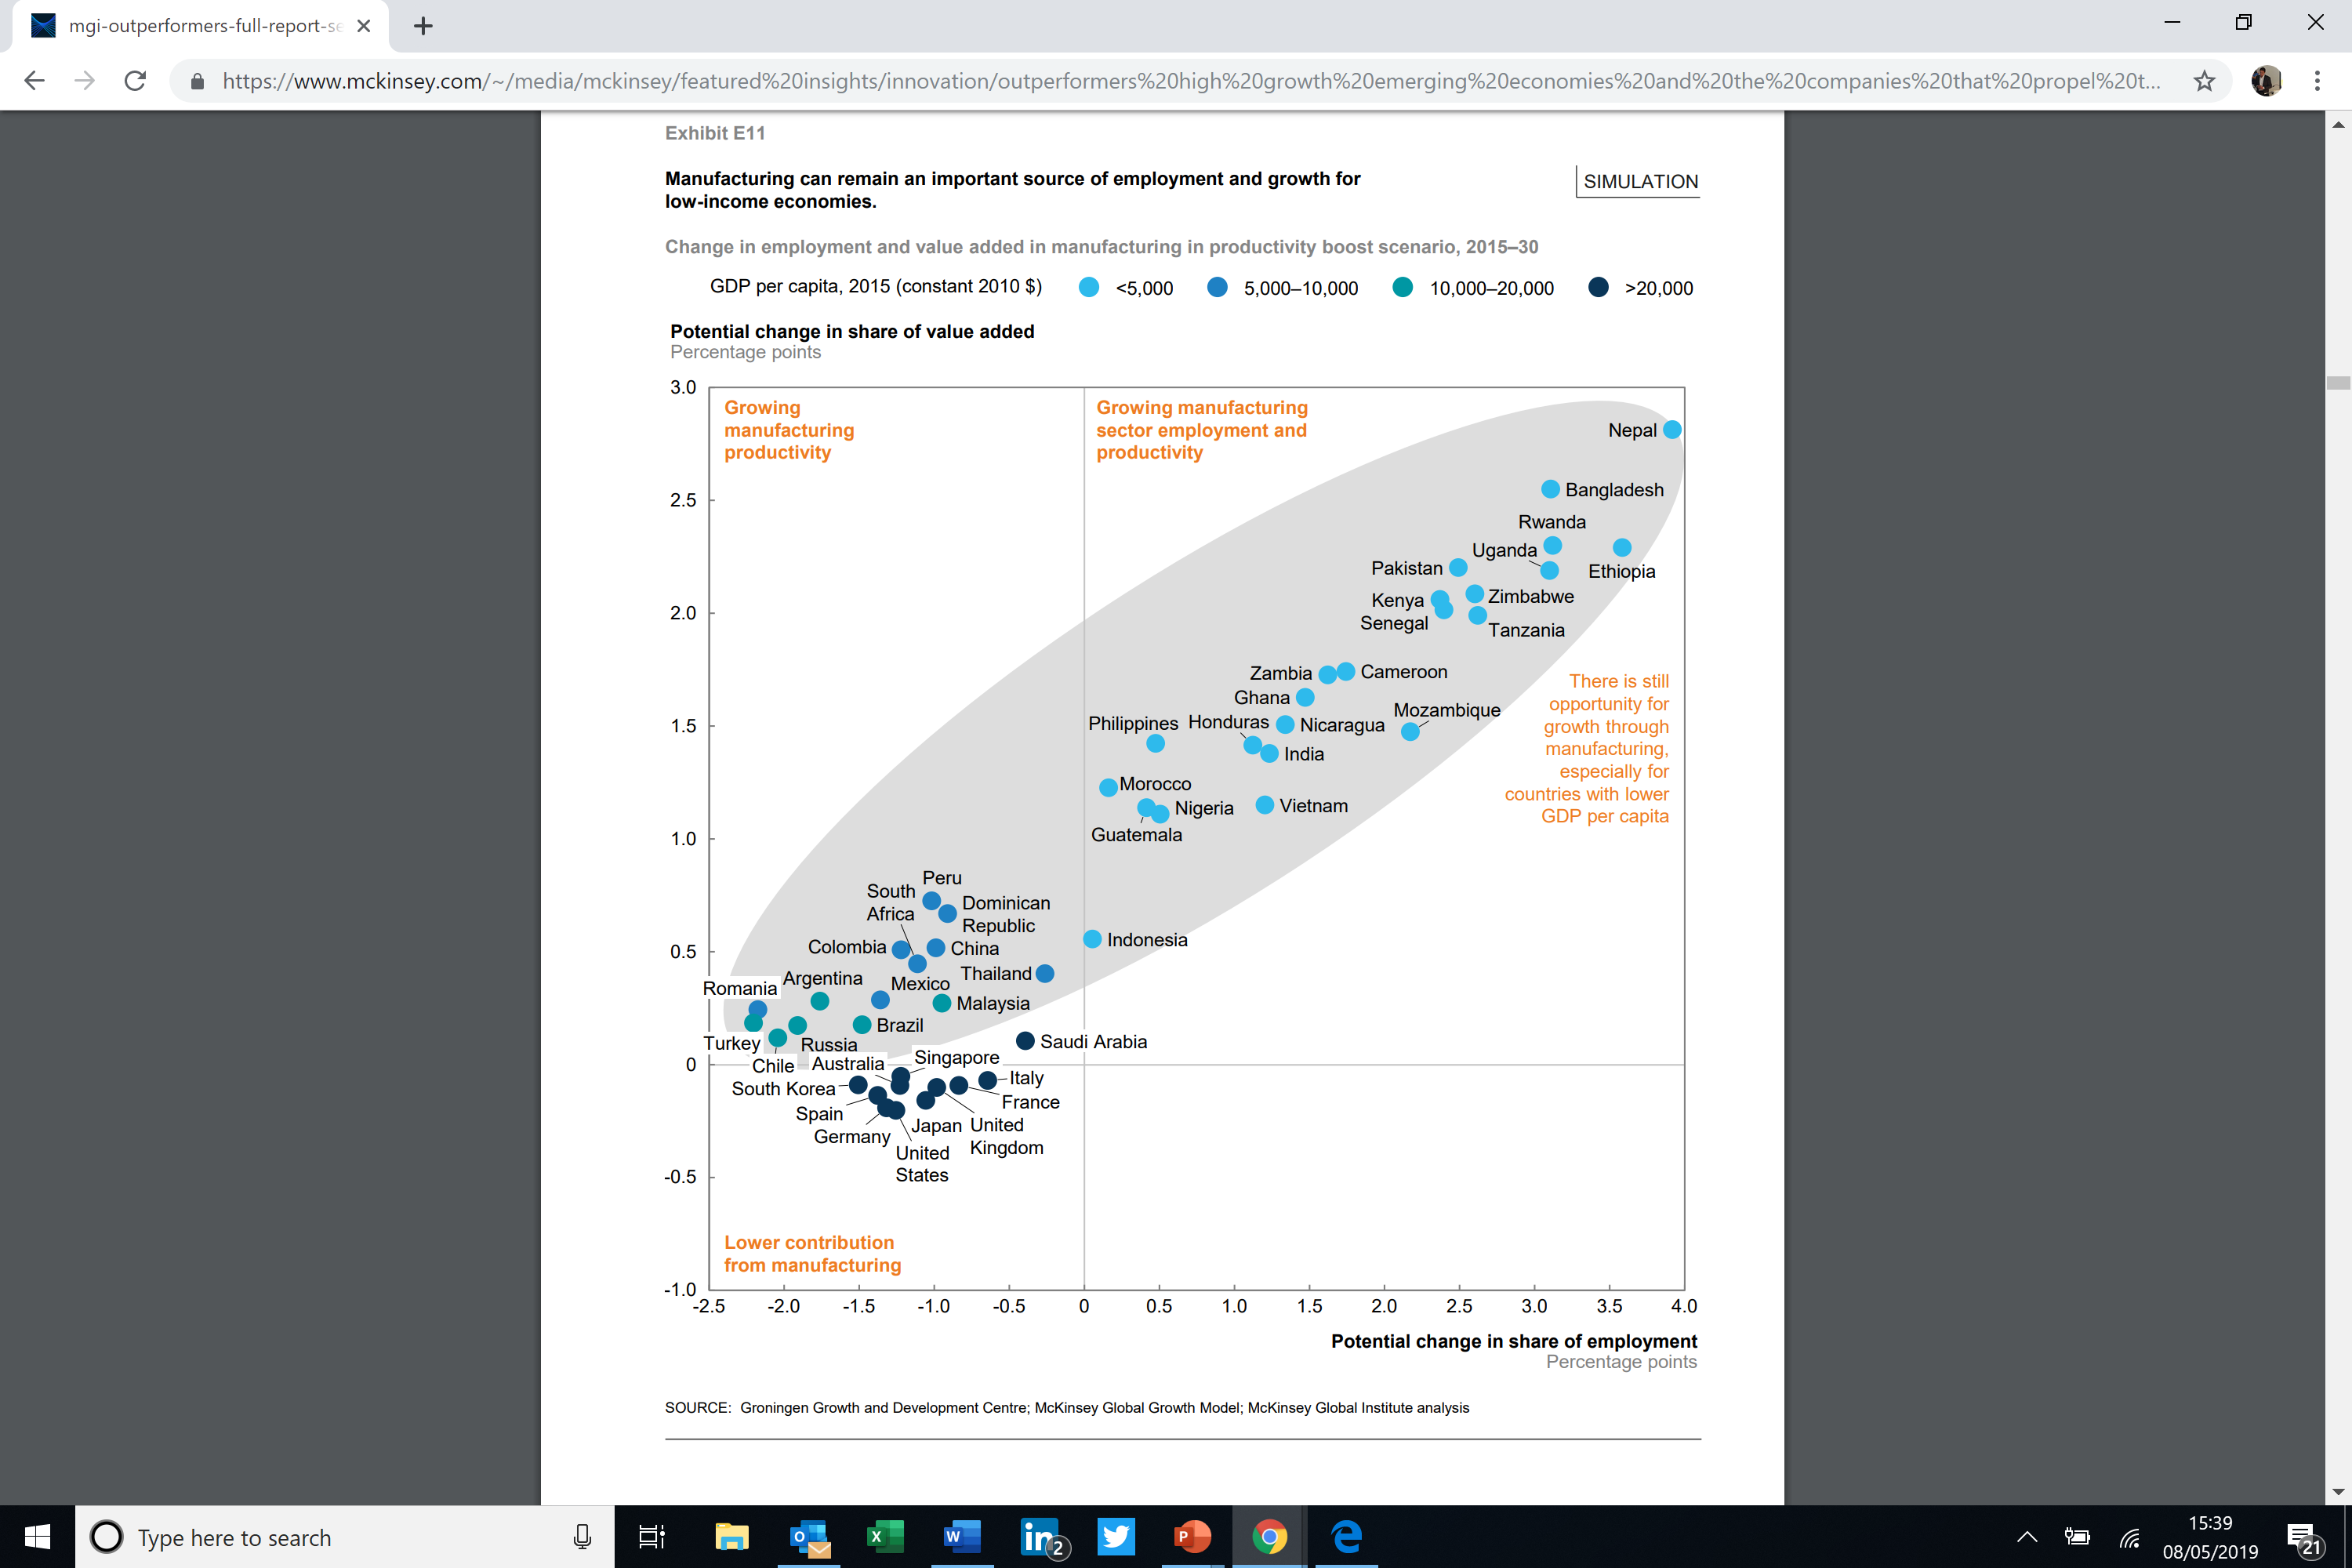 mgi-outperformers-full-report-se
https://www.mckinsey.com/~/media/mckinsey/featured%20insights/innovation/outperformers%20high%20growth%20emerging%20economies%20and%20the%20companies%20that%20propel%20t...
Exhibit E11
Manufacturing can remain an important source of employment and growth for
low-income economies.
SIMULATION
Change in employment and value added in manufacturing in productivity boost scenario, 2015–30
GDP per capita, 2015 (constant 2010 $) <5,000 5,000–10,000 10,000–20,000 >20,000
Potential change in share of value added
Percentage points
3.0
2.5
2.0
1.5
1.0
0.5
0
-0.5
-1.0
Growing
manufacturing
productivity
Growing manufacturing
sector employment and
productivity
Nepal
Bangladesh
Rwanda
Uganda
Ethiopia
Pakistan
Kenya
Zimbabwe
Senegal
Tanzania
Zambia
Cameroon
Ghana
Mozambique
Philippines
Honduras
Nicaragua
India
Morocco
Nigeria
Vietnam
Guatemala
There is still
opportunity for
growth through
manufacturing,
especially for
countries with lower
GDP per capita
Peru
South
Africa
Dominican
Republic
Colombia
China
Indonesia
Thailand
Argentina
Mexico
Romania
Malaysia
Brazil
Turkey
Russia
Saudi Arabia
Chile
Australia
Singapore
South Korea
Italy
Spain
France
Germany
Japan
United
Kingdom
United
States
Lower contribution
from manufacturing
-2.5 -2.0 -1.5 -1.0 -0.5 0 0.5 1.0 1.5 2.0 2.5 3.0 3.5 4.0
Potential change in share of employment
Percentage points
SOURCE: Groningen Growth and Development Centre; McKinsey Global Growth Model; McKinsey Global Institute analysis
Type here to search
O
X
W
in
2
P
15:39
08/05/2019
21